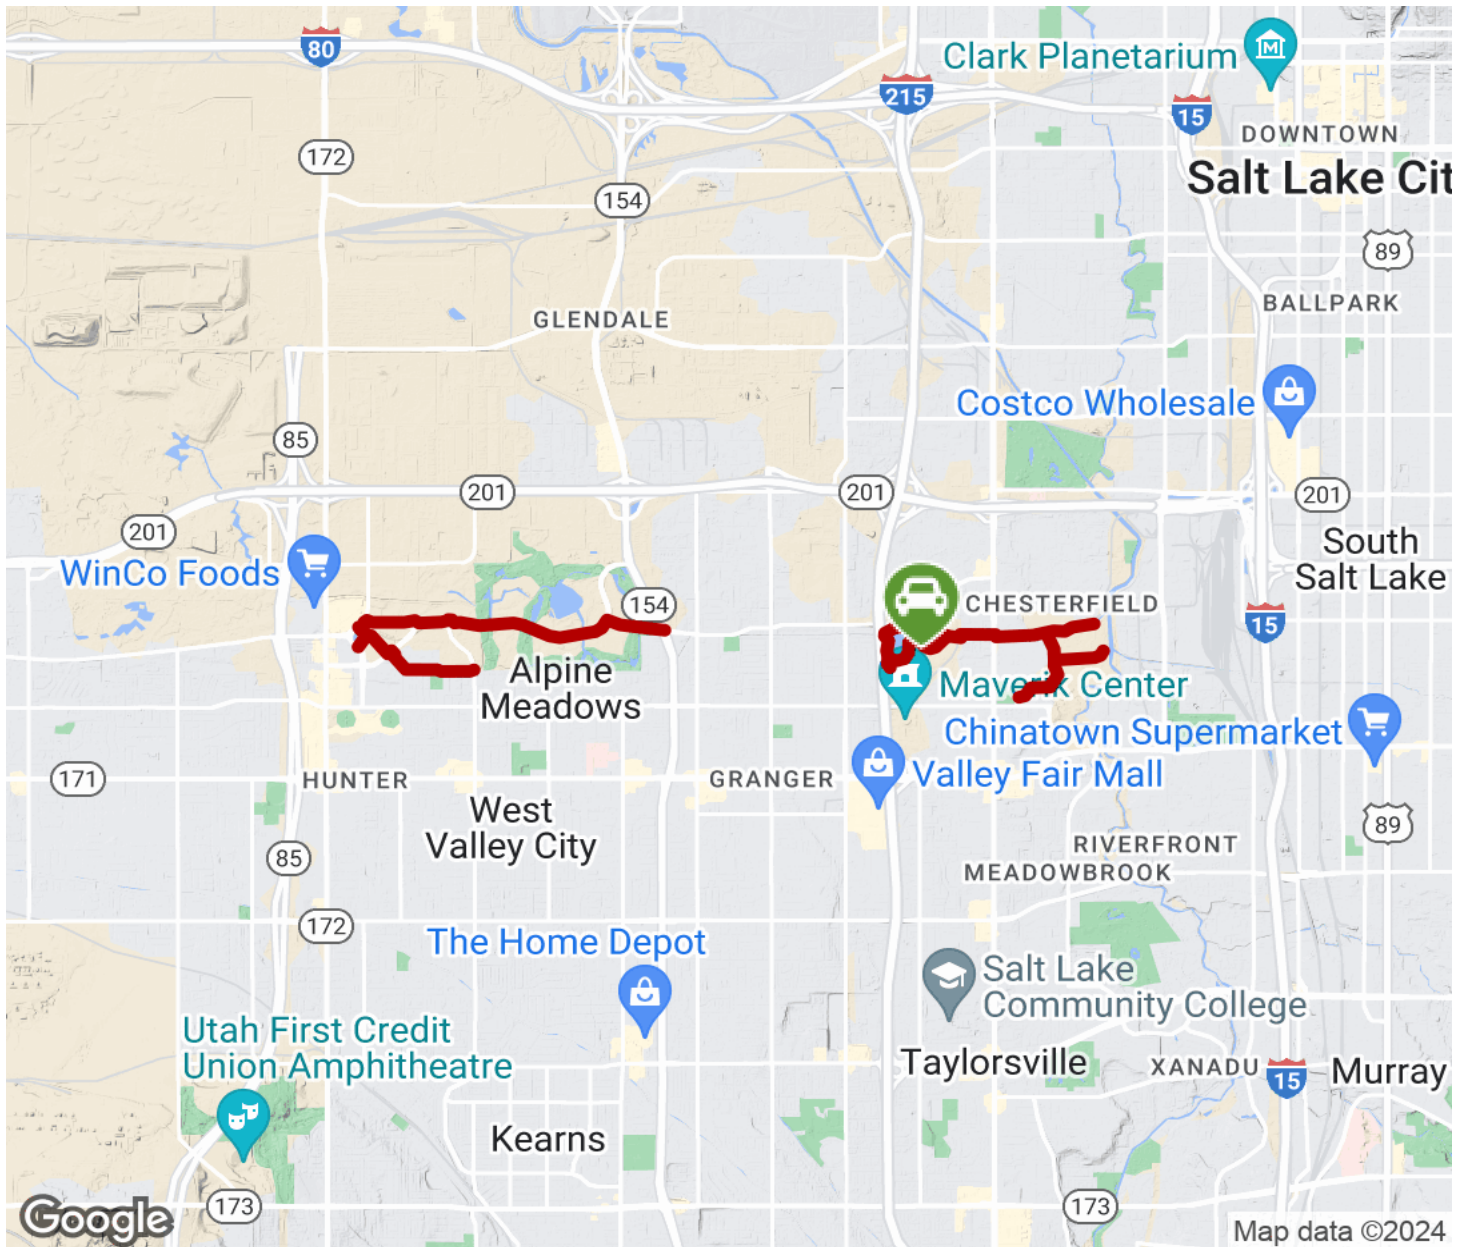 80
215
Clark Planetarium
15
DOWNTOWN
172
Salt Lake Cit
154
89
BALLPARK
GLENDALE
Costco Wholesale
85
201
201
201
201
South
Salt Lake
WinCo Foods
154
CHESTERFIELD
15
Alpine
Meadows
Maverik Center
Chinatown Supermarket
171
HUNTER
GRANGER
Valley Fair Mall
West
Valley City
89
RIVERFRONT
85
MEADOWBROOK
172
The Home Depot
Salt Lake
Community College
Utah First Credit
Union Amphitheatre
Taylorsville
XANADU
15
Murray
Kearns
173
173
Google
Map data ©2024